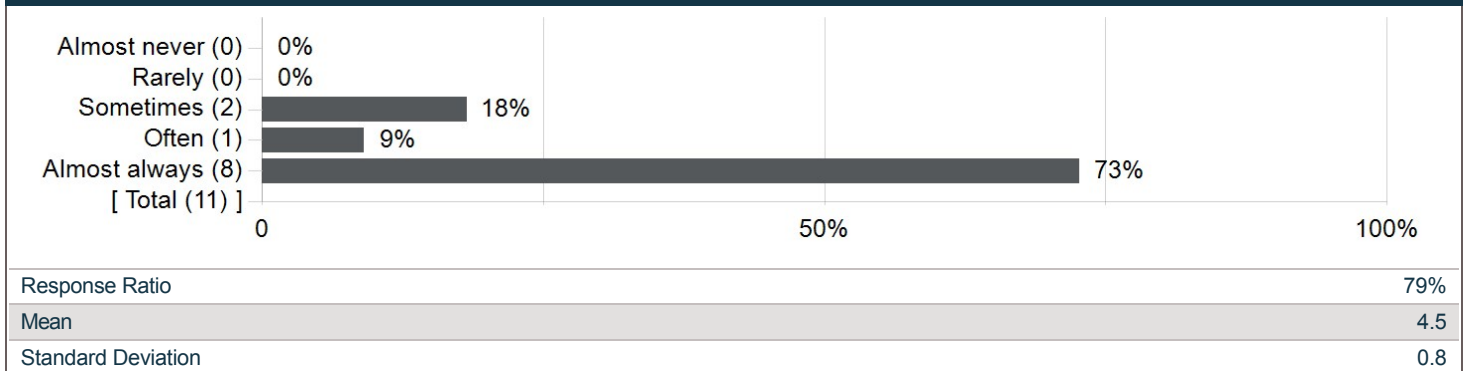 Almost never (0) 0%
Rarely (0) 0%
Sometimes (2) 18%
Often (1) 9%
Almost always (8) 73%
[ Total (11) ]
0 50% 100%
Response Ratio 79%
Mean 4.5
Standard Deviation 0.8